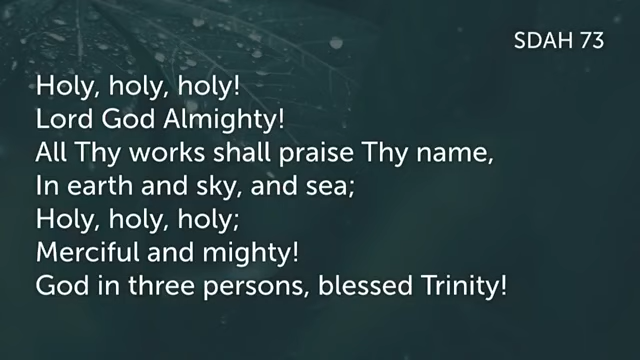 SDAH 73
Holy, holy, holy!
Lord God Almighty!
All Thy works shall praise Thy name,
In earth and sky, and sea;
Holy, holy, holy;
Merciful and mighty!
God in three persons, blessed Trinity!